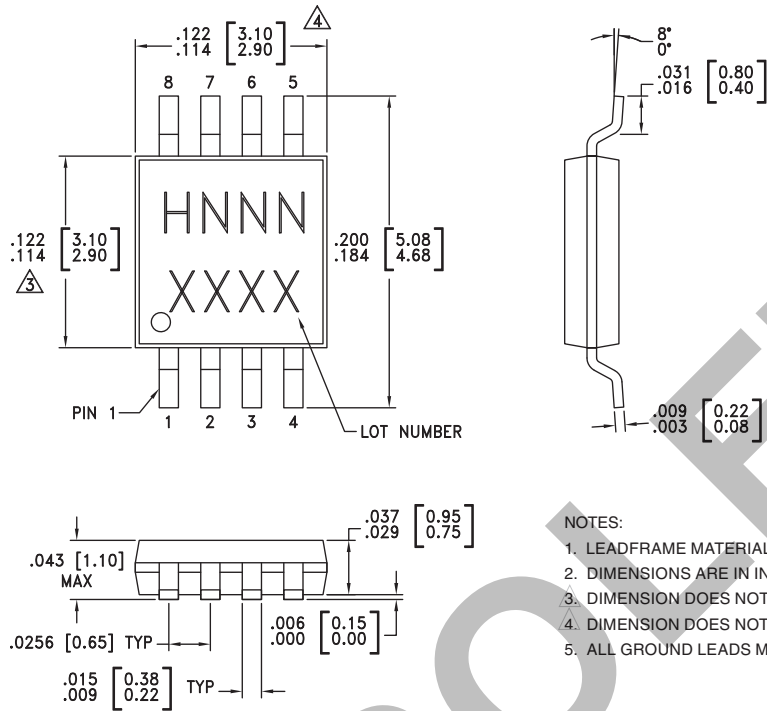 .122 [3.10]
.114 [2.90]
4
8 7 6 5
8°
0°
.031 [0.80]
.016 [0.40]
HNNN
XXXX
.122 [3.10]
.114 [2.90]
3
.200 [5.08]
.184 [4.68]
PIN 1
1 2 3 4
LOT NUMBER
.009 [0.22]
.003 [0.08]
.037 [0.95]
.029 [0.75]
.043 [1.10]
MAX
.0256 [0.65] TYP
.006 [0.15]
.000 [0.00]
.015 [0.38]
.009 [0.22]
TYP
NOTES:
1. LEADFRAME MATERIAL
2. DIMENSIONS ARE IN IN
3. DIMENSION DOES NOT
4. DIMENSION DOES NOT
5. ALL GROUND LEADS M